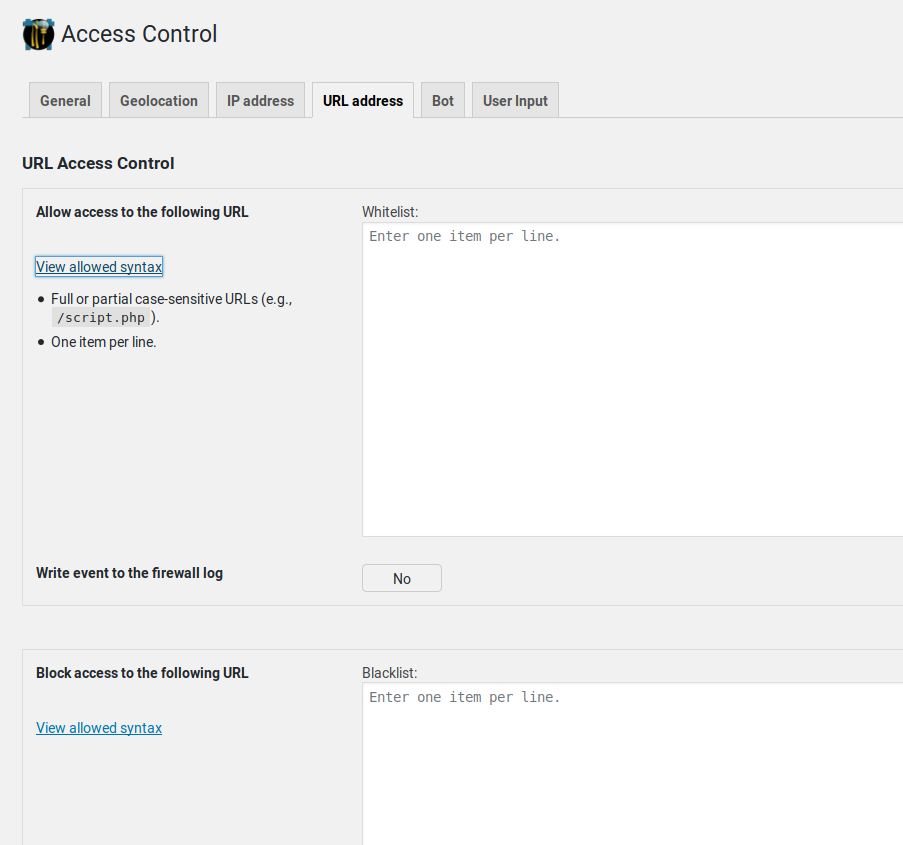 Access Control
General Geolocation IP address URL address Bot User Input
URL Access Control
Allow access to the following URL
Whitelist:
Enter one item per line.
View allowed syntax
Full or partial case-sensitive URLs (e.g.,
/script.php ).
One item per line.
Write event to the firewall log
No
Block access to the following URL
Blacklist:
Enter one item per line.
View allowed syntax